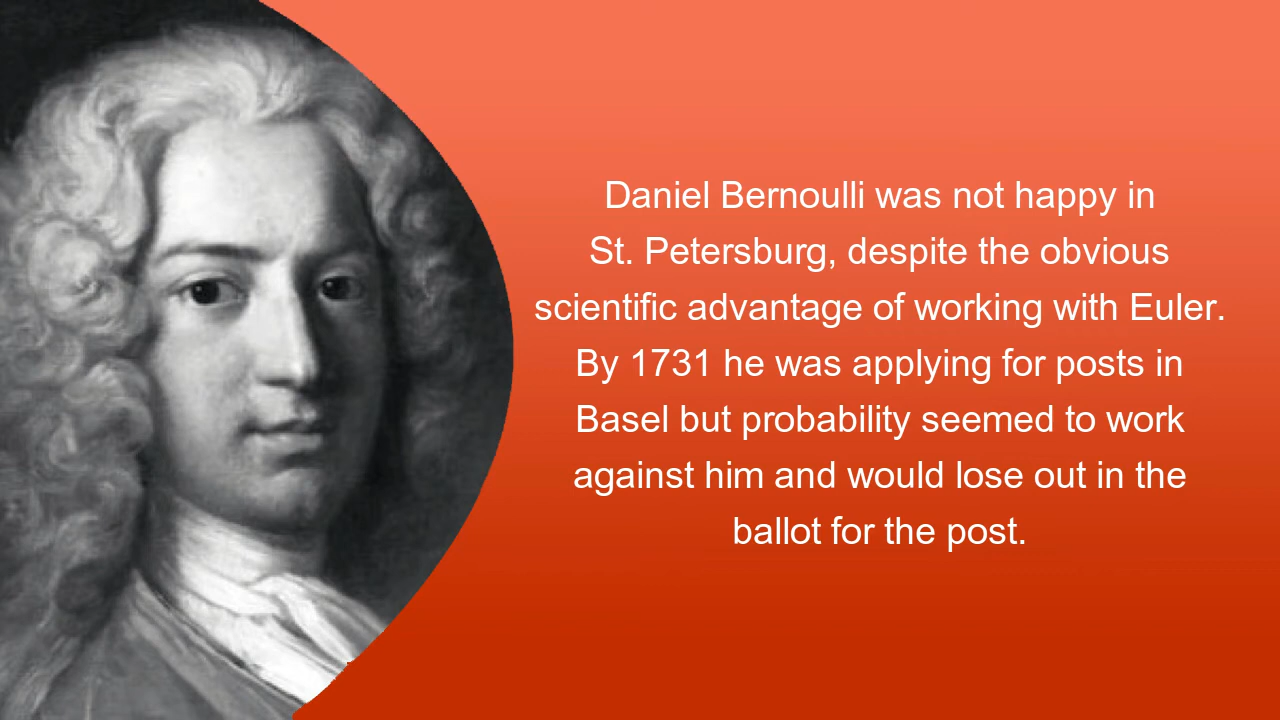 Daniel Bernoulli was not happy in
St. Petersburg, despite the obvious
scientific advantage of working with Euler.
By 1731 he was applying for posts in
Basel but probability seemed to work
against him and would lose out in the
ballot for the post.